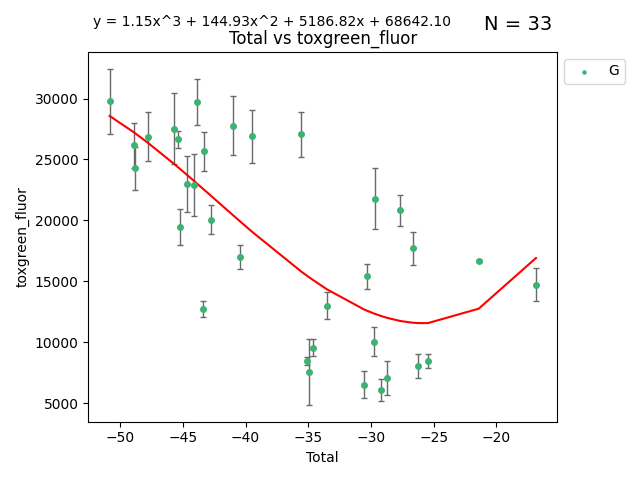 y = 1.15x^3 + 144.93x^2 + 5186.82x + 68642.10
N = 33
Total vs toxgreen_fluor
G
30000
25000
20000
15000
10000
5000
toxgreen_fluor
−50
−45
−40
−35
−30
−25
−20
Total